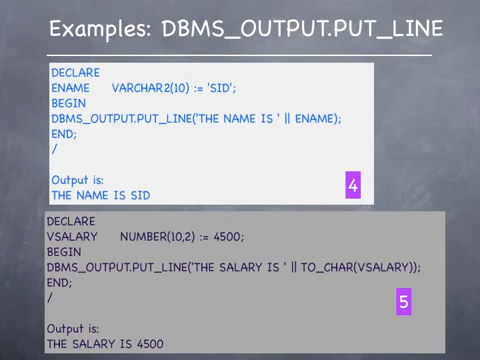 Examples: DBMS_OUTPUT.PUT_LINE
DECLARE
ENAME VARCHAR2(10) := 'SID';
BEGIN
DBMS_OUTPUT.PUT_LINE('THE NAME IS ' || ENAME);
END;
/
Output is:
THE NAME IS SID
4
DECLARE
VSALARY NUMBER(10,2) := 4500;
BEGIN
DBMS_OUTPUT.PUT_LINE('THE SALARY IS ' || TO_CHAR(VSALARY));
END;
/
5
Output is:
THE SALARY IS 4500